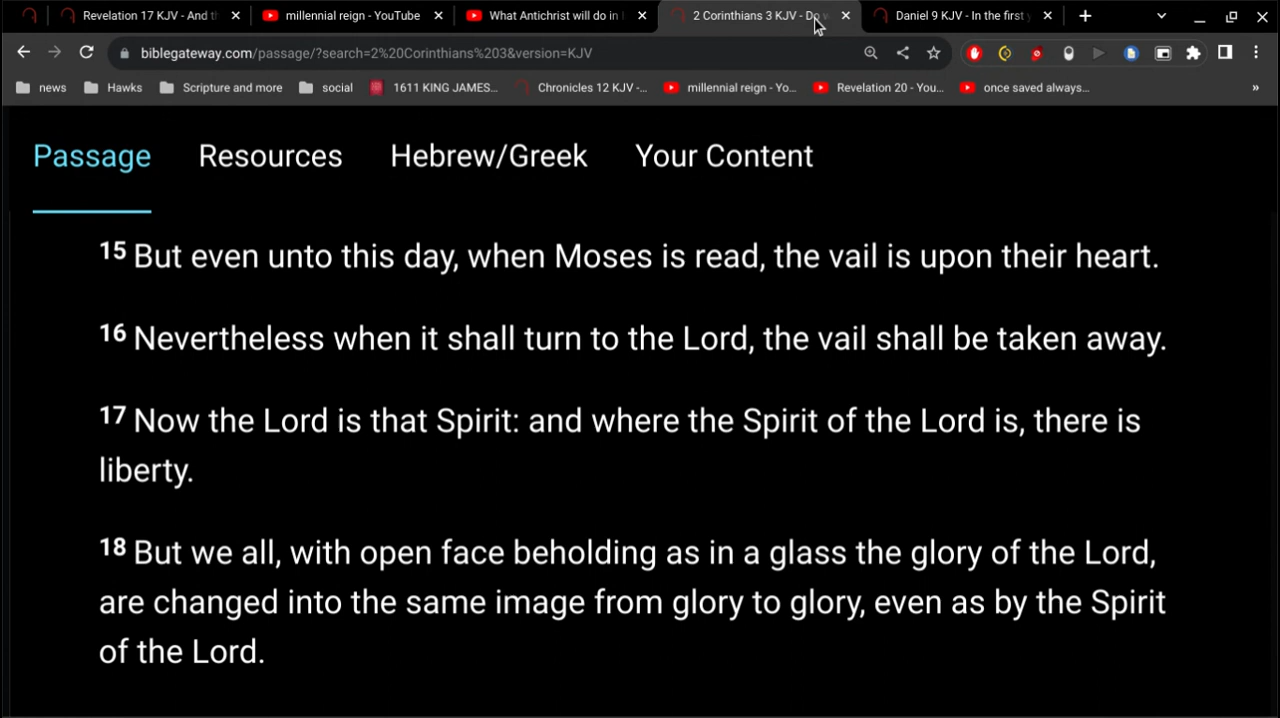 Revelation 17 KJV - And th
millennial reign - YouTube
What Antichrist will do in
2 Corinthians 3 KJV - Do
Daniel 9 KJV - In the first y
biblegateway.com/passage/?search=2%20Corinthians%203&version=KJV
news
Hawks
Scripture and more
social
1611 KING JAMES...
Chronicles 12 KJV -...
millennial reign - Yo...
Revelation 20 - You...
once saved always...
»
Passage
Resources
Hebrew/Greek
Your Content
15 But even unto this day, when Moses is read, the vail is upon their heart.
16 Nevertheless when it shall turn to the Lord, the vail shall be taken away.
17 Now the Lord is that Spirit: and where the Spirit of the Lord is, there is
liberty.
18 But we all, with open face beholding as in a glass the glory of the Lord,
are changed into the same image from glory to glory, even as by the Spirit
of the Lord.